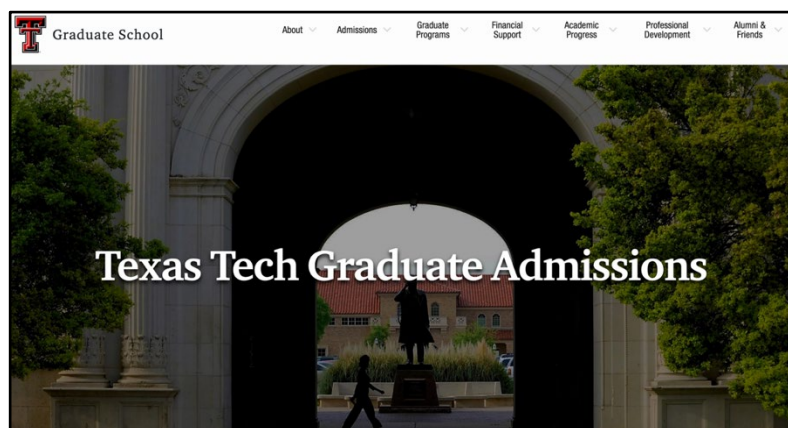 Graduate School
About
Admissions
Graduate
Programs
Financial
Support
Academic
Progress
Professional
Development
Alumni &
Friends
Texas Tech Graduate Admissions